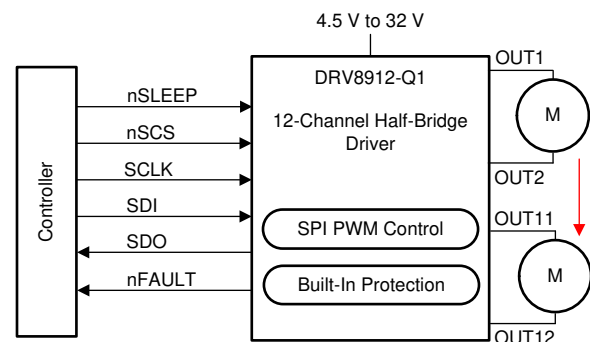 4.5 V to 32 V
DRV8912-Q1
12-Channel Half-Bridge
Driver
SPI PWM Control
Built-In Protection
Controller
nSLEEP
nSCS
SCLK
SDI
SDO
nFAULT
OUT1
M
OUT2
OUT11
M
OUT12